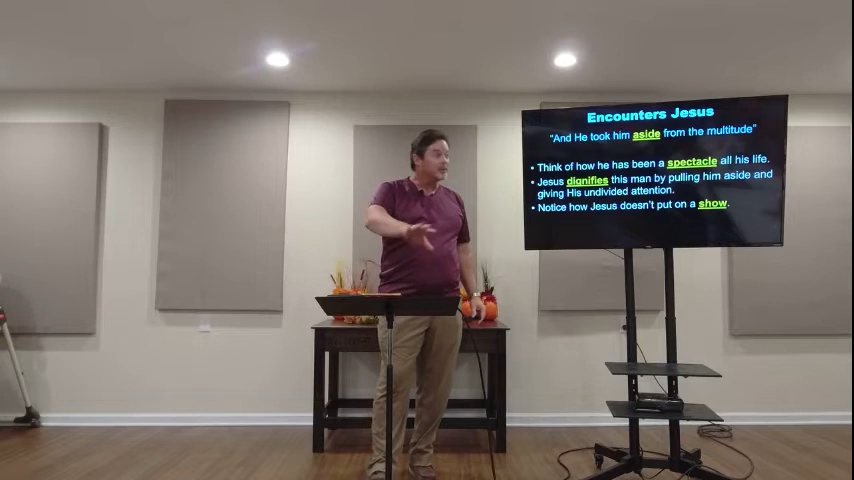 Encounters Jesus
"And He took him aside from the multitude"
• Think of how he has been a spectacle all his life.
• Jesus dignifies this man by pulling him aside and
giving His undivided attention.
• Notice how Jesus doesn't put on a show.